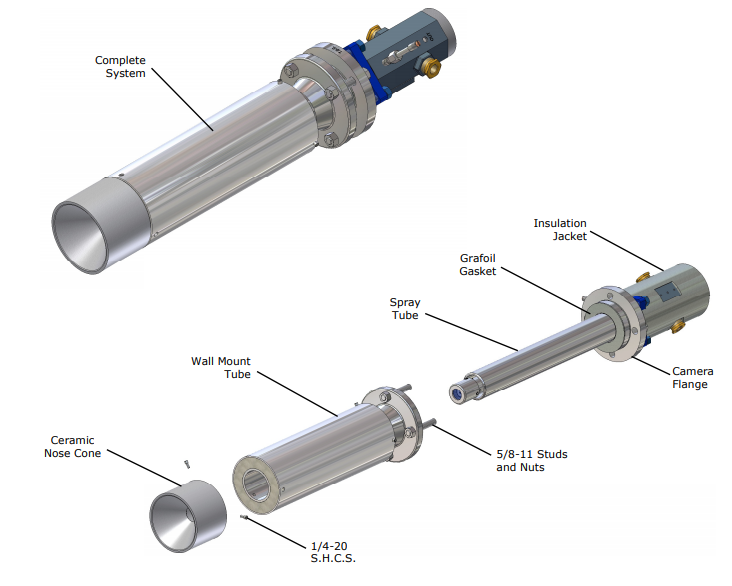 Complete
System
Insulation
Jacket
Grafoil
Gasket
Spray
Tube
Camera
Flange
Wall Mount
Tube
5/8-11 Studs
and Nuts
Ceramic
Nose Cone
1/4-20
S.H.C.S.